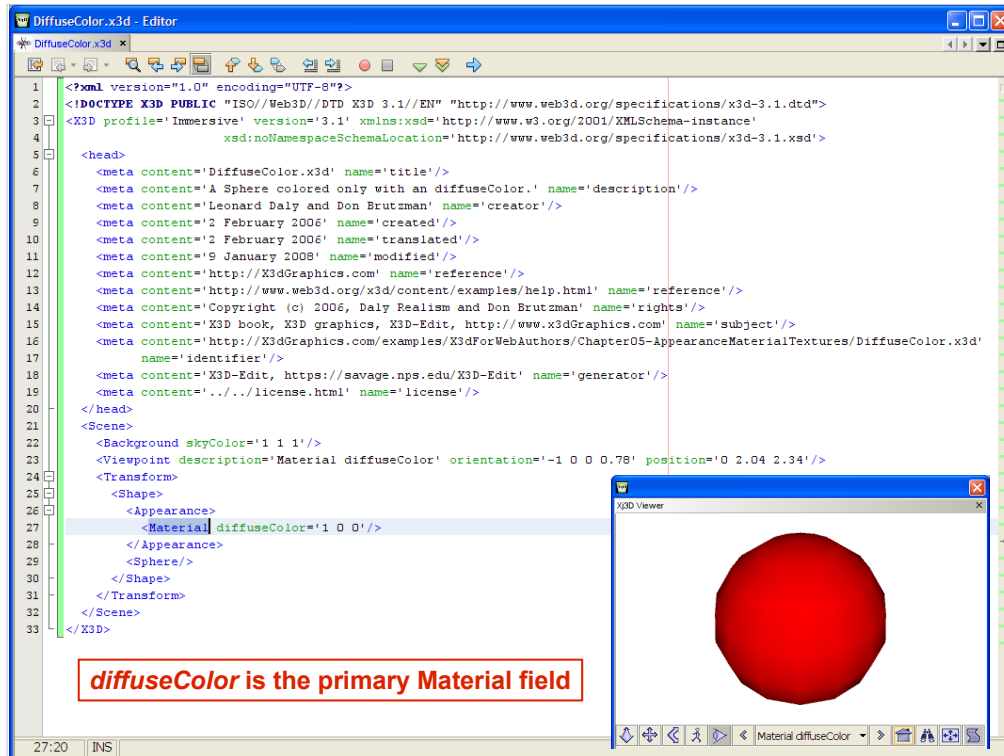 DiffuseColor.x3d - Editor
DiffuseColor.x3d
1 <?xml version="1.0" encoding="UTF-8"?>
2 <!DOCTYPE X3D PUBLIC "ISO//Web3D//DTD X3D 3.1//EN" "http://www.web3d.org/specifications/x3d-3.1.dtd">
3 <X3D profile='Immersive' version='3.1' xmlns:xsd='http://www.w3.org/2001/XMLSchema-instance'
4 xsd:noNamespaceSchemaLocation='http://www.web3d.org/specifications/x3d-3.1.xsd'>
5 <head>
6 <meta content='DiffuseColor.x3d' name='title'/>
7 <meta content='A Sphere colored only with an diffuseColor.' name='description'/>
8 <meta content='Leonard Daly and Don Brutzman' name='creator'/>
9 <meta content='2 February 2006' name='created'/>
10 <meta content='2 February 2006' name='translated'/>
11 <meta content='9 January 2008' name='modified'/>
12 <meta content='http://X3dGraphics.com' name='reference'/>
13 <meta content='http://www.web3d.org/x3d/content/examples/help.html' name='reference'/>
14 <meta content='Copyright (c) 2006, Daly Realism and Don Brutzman' name='rights'/>
15 <meta content='X3D book, X3D graphics, X3D-Edit, http://www.x3dGraphics.com' name='subject'/>
16 <meta content='http://X3dGraphics.com/examples/X3dForWebAuthors/Chapter05-AppearanceMaterialTextures/DiffuseColor.x3d'
17 name='identifier'/>
18 <meta content='X3D-Edit, https://savage.nps.edu/X3D-Edit' name='generator'/>
19 <meta content='../../license.html' name='license'/>
20 </head>
21 <Scene>
22 <Background skyColor='1 1 1'/>
23 <Viewpoint description='Material diffuseColor' orientation='-1 0 0 0.78' position='0 2.04 2.34'/>
24 <Transform>
25 <Shape>
26 <Appearance>
27 <Material diffuseColor='1 0 0'/>
28 </Appearance>
29 <Sphere/>
30 </Shape>
31 </Transform>
32 </Scene>
33 </X3D>
Xj3D Viewer
Material diffuseColor
diffuseColor is the primary Material field
27:20 INS